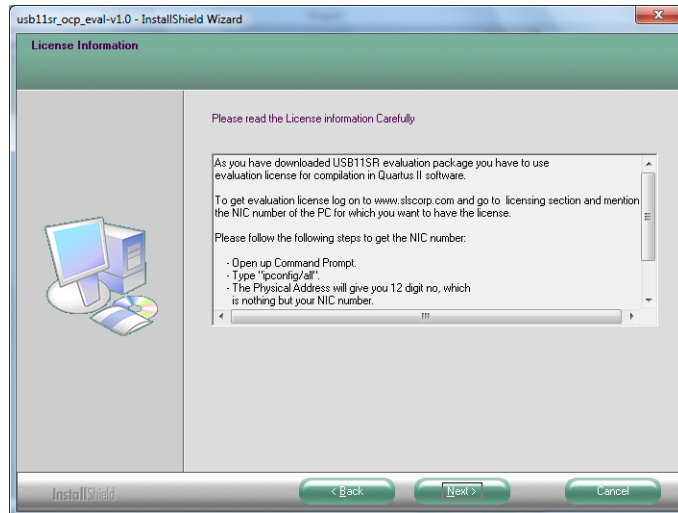 usb11sr_ocp_eval-v1.0 - InstallShield Wizard
License Information
Please read the License information Carefully
As you have downloaded USB11SR evaluation package you have to use
evaluation license for compilation in Quartus II software.
To get evaluation license log on to www.slscorp.com and go to licensing section and mention
the NIC number of the PC for which you want to have the license.
Please follow the following steps to get the NIC number:
- Open up Command Prompt.
- Type "ipconfig/all".
- The Physical Address will give you 12 digit no, which
is nothing but your NIC number.
InstallShield
< Back
Next >
Cancel